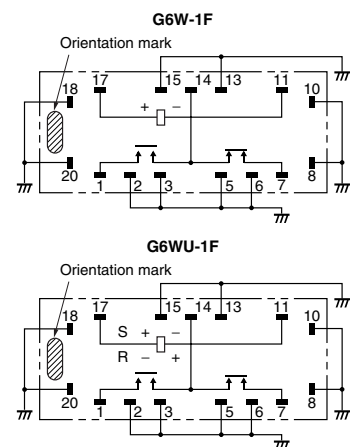 G6W-1F
Orientation mark
18 17 15 14 13 11 10
+ −
20 1 2 3 5 6 7 8
G6WU-1F
Orientation mark
18 17 15 14 13 11 10
S + −
R − +
20 1 2 3 5 6 7 8